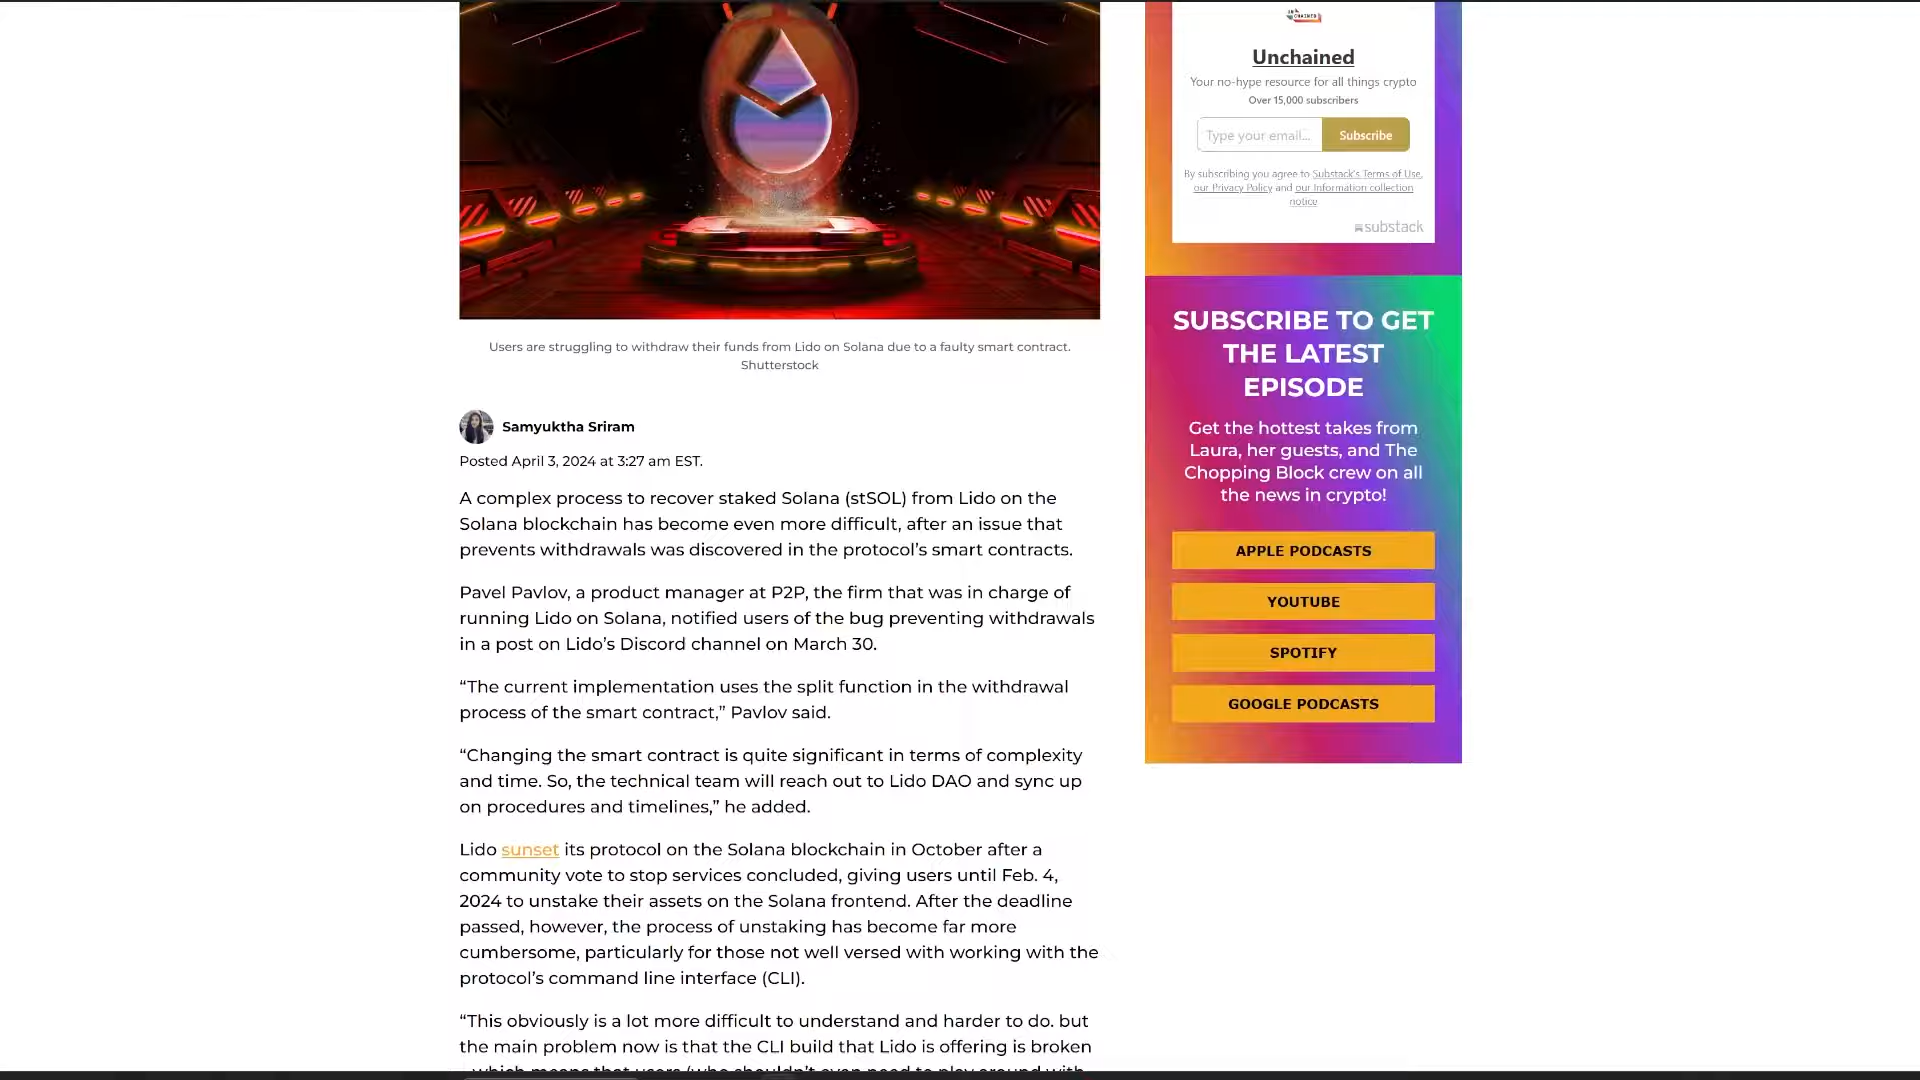 Users are struggling to withdraw their funds from Lido on Solana due to a faulty smart contract.
Shutterstock
Samyuktha Sriram
Posted April 3, 2024 at 3:27 am EST.
A complex process to recover staked Solana (stSOL) from Lido on the
Solana blockchain has become even more difficult, after an issue that
prevents withdrawals was discovered in the protocol’s smart contracts.
Pavel Pavlov, a product manager at P2P, the firm that was in charge of
running Lido on Solana, notified users of the bug preventing withdrawals
in a post on Lido’s Discord channel on March 30.
“The current implementation uses the split function in the withdrawal
process of the smart contract,” Pavlov said.
“Changing the smart contract is quite significant in terms of complexity
and time. So, the technical team will reach out to Lido DAO and sync up
on procedures and timelines,” he added.
Lido sunset its protocol on the Solana blockchain in October after a
community vote to stop services concluded, giving users until Feb. 4,
2024 to unstake their assets on the Solana frontend. After the deadline
passed, however, the process of unstaking has become far more
cumbersome, particularly for those not well versed with working with the
protocol’s command line interface (CLI).
“This obviously is a lot more difficult to understand and harder to do. but
the main problem now is that the CLI build that Lido is offering is broken
which means that users (who shouldn’t even need to play around with
Unchained
Your no-hype resource for all things crypto
Over 15,000 subscribers
Type your email...
Subscribe
By subscribing you agree to Substack’s Terms of Use,
our Privacy Policy and our Information collection
notice
substack
SUBSCRIBE TO GET
THE LATEST
EPISODE
Get the hottest takes from
Laura, her guests, and The
Chopping Block crew on all
the news in crypto!
APPLE PODCASTS
YOUTUBE
SPOTIFY
GOOGLE PODCASTS